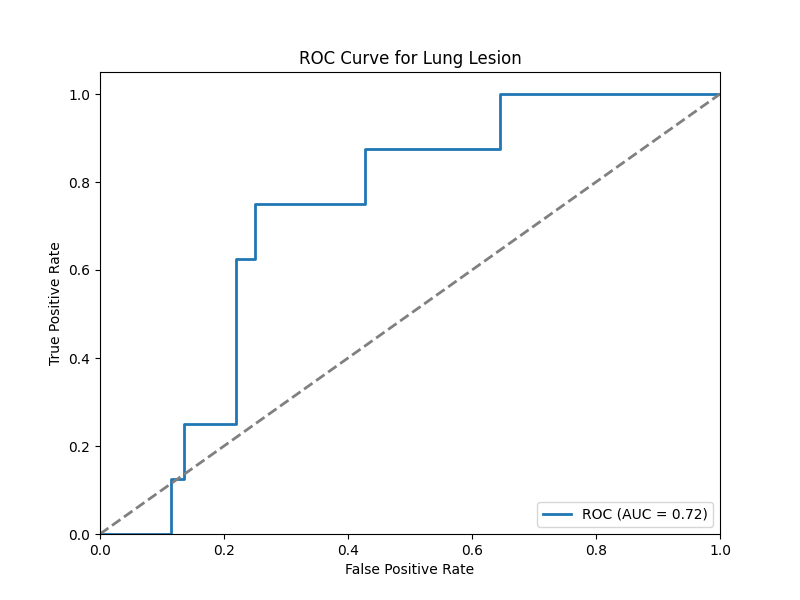 ROC Curve for Lung Lesion
1.0
0.8
0.6
0.4
0.2
0.0
True Positive Rate
0.0 0.2 0.4 0.6 0.8 1.0
False Positive Rate
ROC (AUC = 0.72)